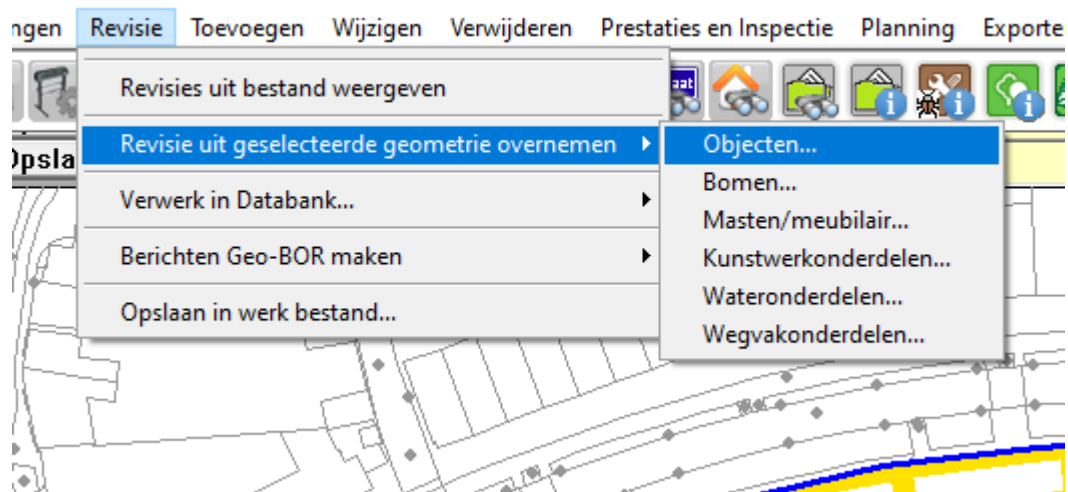 ngen Revisie Toevoegen Wijzigen Verwijderen Prestaties en Inspectie Planning Exporte
Revisies uit bestand weergeven
Revisie uit geselecteerde geometrie overnemen
Verwerk in Databank...
Berichten Geo-BOR maken
Opslaan in werk bestand...
Objecten...
Bomen...
Masten/meubilair...
Kunstwerkonderdelen...
Wateronderdelen...
Wegvakonderdelen...
Opsla
aat